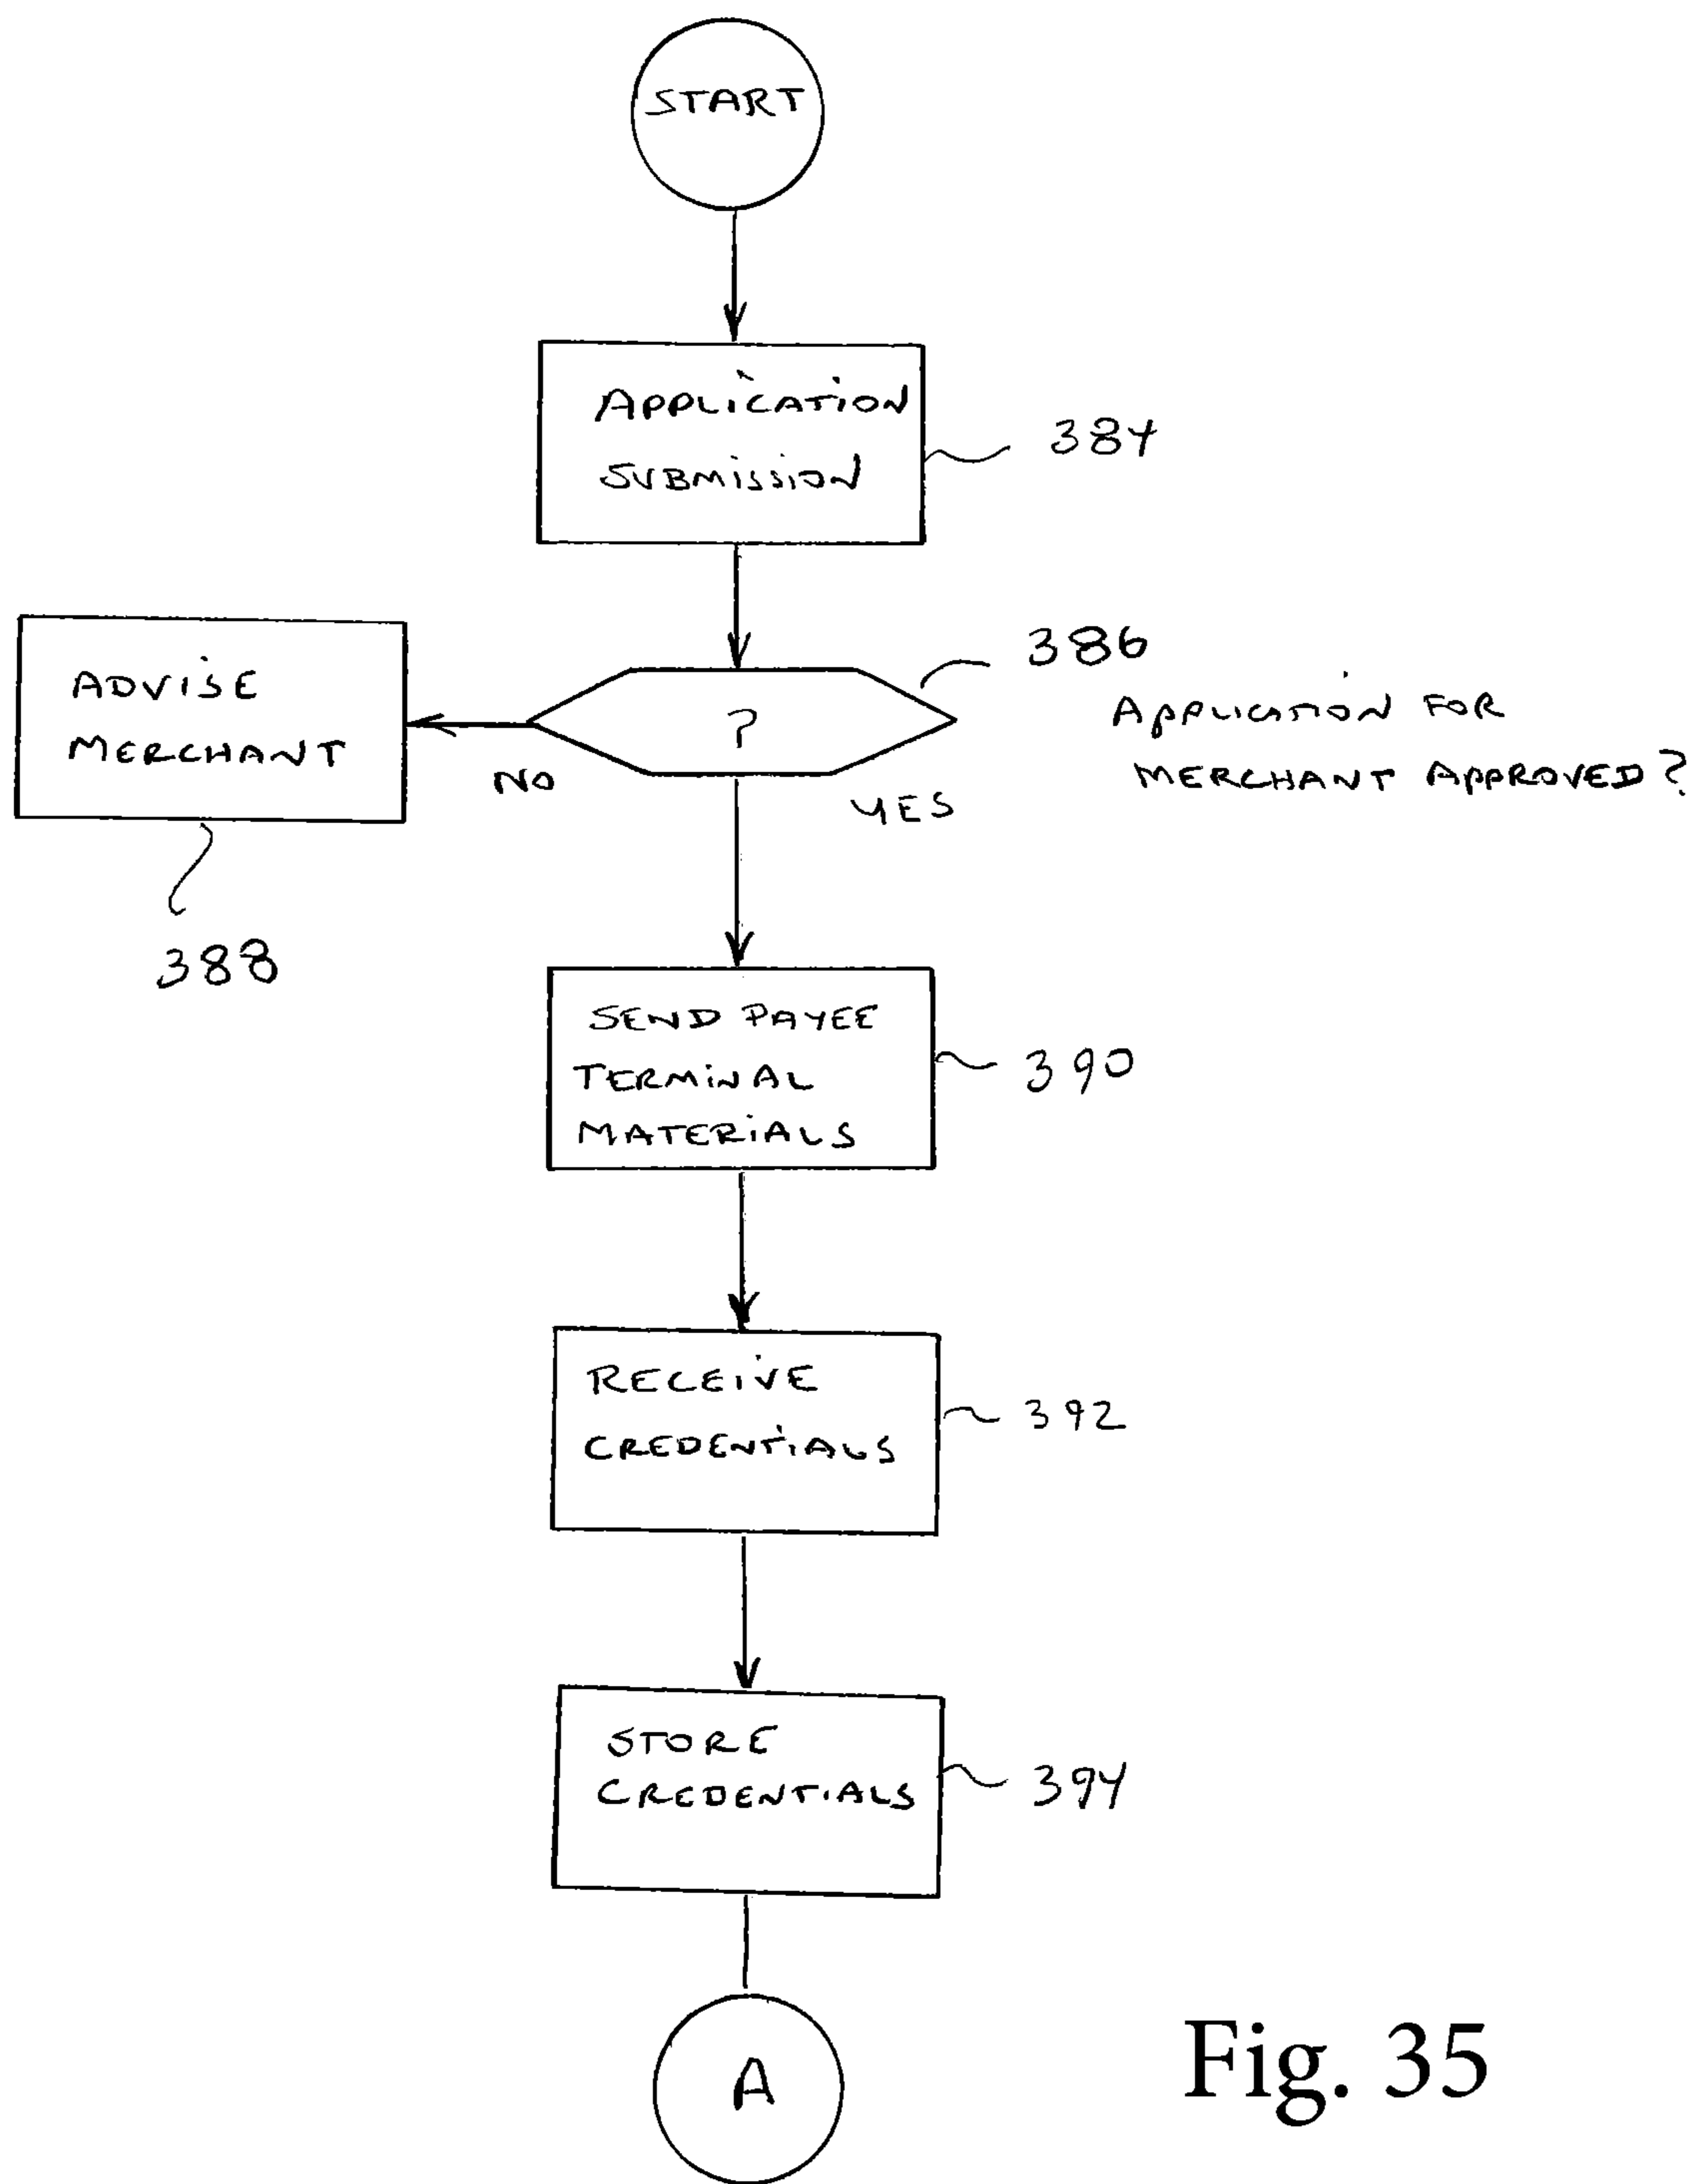 START
APPLICATION
SUBMISSION
384
386
APPLICATION FOR
MERCHANT APPROVED?
ADVISE
MERCHANT
?
NO
YES
388
SEND PAYEE
TERMINAL
MATERIALS
390
RECEIVE
CREDENTIALS
392
STORE
CREDENTIALS
394
A
Fig. 35